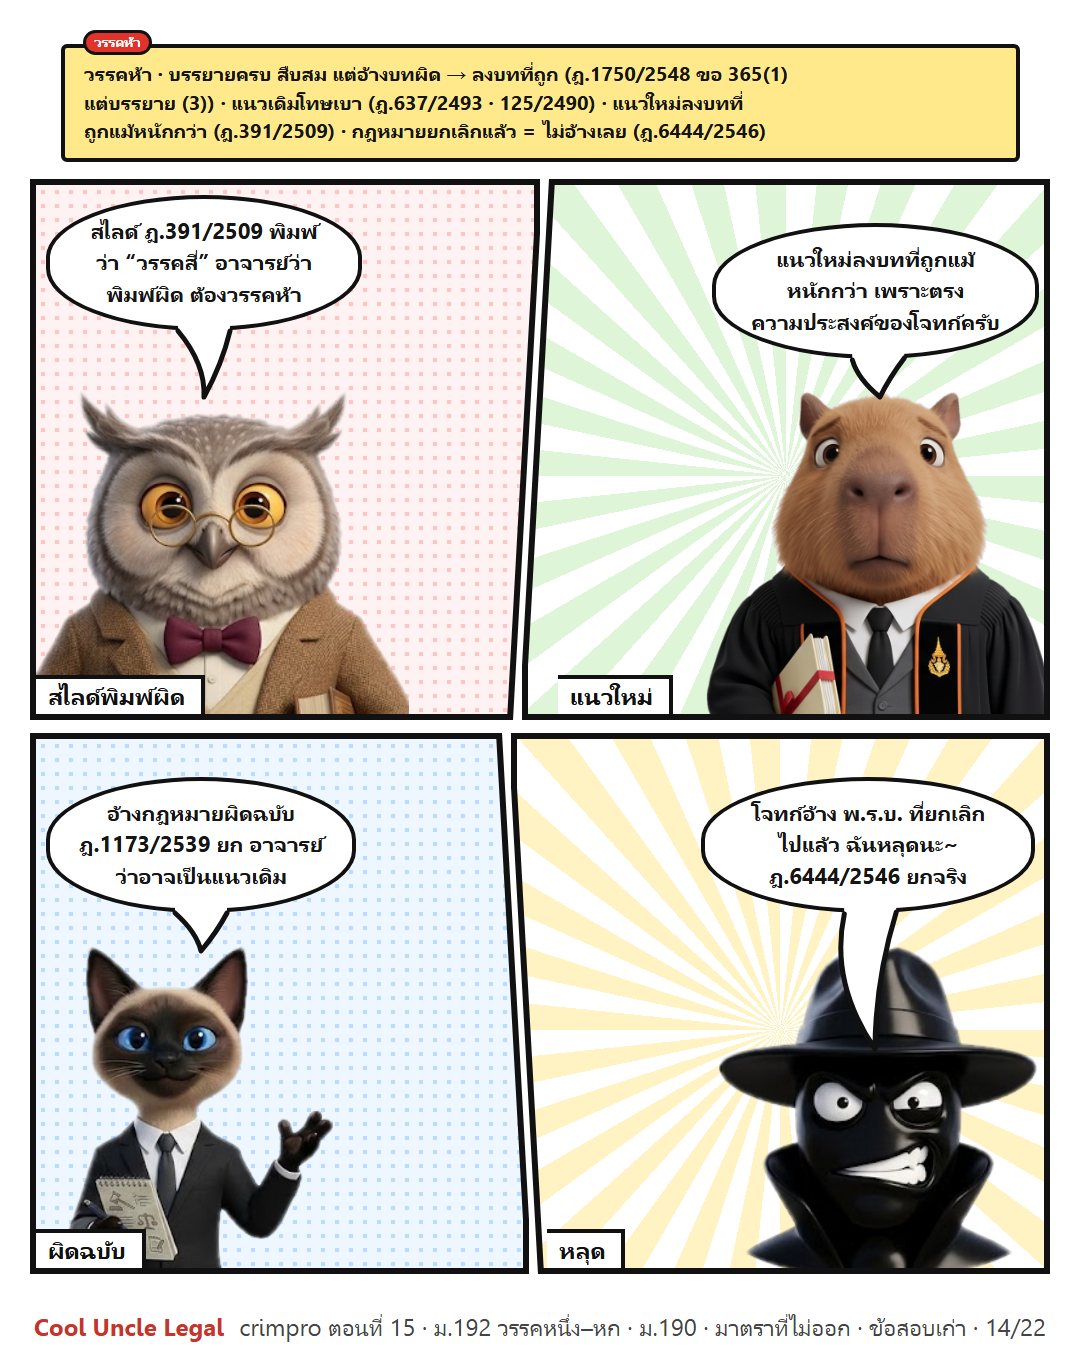 วรรคห้า
วรรคห้า · บรรยายครบ สืบสม แต่อ้างบทผิด → ลงบทที่ถูก (ฎ.1750/2548 ขอ 365(1)
แต่บรรยาย (3)) · แนวเดิมโทษเบา (ฎ.637/2493 · 125/2490) · แนวใหม่ลงบทที่
ถูกแม้หนักกว่า (ฎ.391/2509) · กฎหมายยกเลิกแล้ว = ไม่อ้างเลย (ฎ.6444/2546)
สไลด์ ฎ.391/2509 พิมพ์
ว่า “วรรคสี่” อาจารย์ว่า
พิมพ์ผิด ต้องวรรคห้า
สไลด์พิมพ์ผิด
แนวใหม่ลงบทที่ถูกแม้
หนักกว่า เพราะตรง
ความประสงค์ของโจทก์ครับ
แนวใหม่
อ้างกฎหมายผิดฉบับ
ฎ.1173/2539 ยก อาจารย์
ว่าอาจเป็นแนวเดิม
ผิดฉบับ
โจทก์อ้าง พ.ร.บ. ที่ยกเลิก
ไปแล้ว ฉันหลุดนะ~
ฎ.6444/2546 ยกจริง
หลุด
Cool Uncle Legal crimpro ตอนที่ 15 · ม.192 วรรคหนึ่ง–หก · ม.190 · มาตราที่ไม่ออก · ข้อสอบเก่า · 14/22